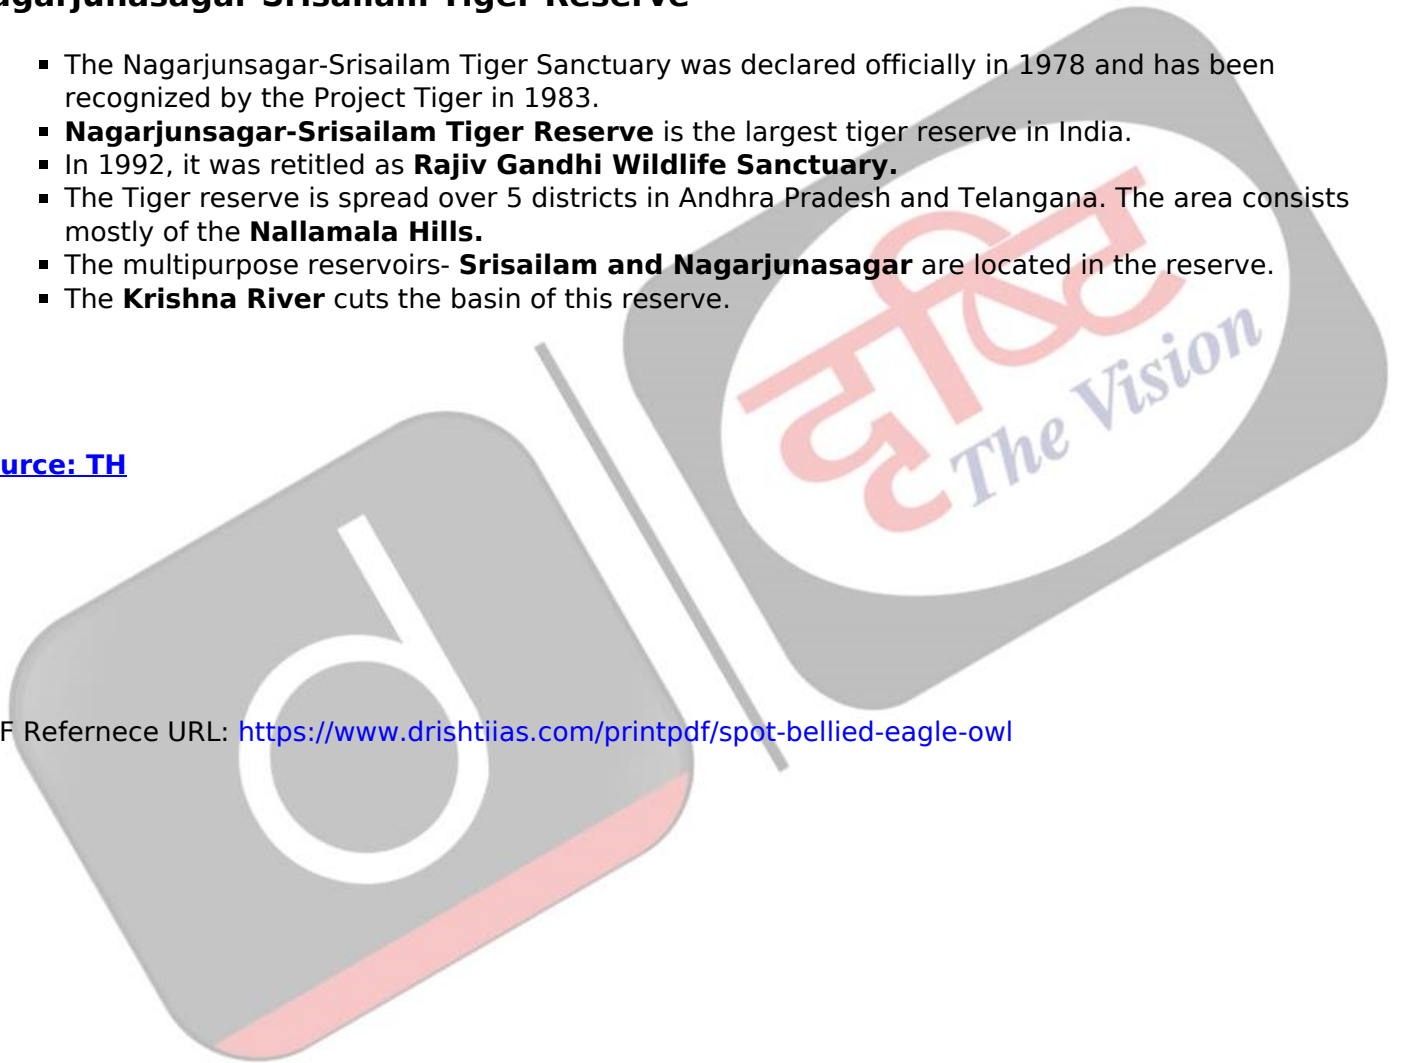 agarjunasagar-Srisailam Tiger Reserve
▪ The Nagarjunsagar-Srisailam Tiger Sanctuary was declared officially in 1978 and has been
recognized by the Project Tiger in 1983.
▪ Nagarjunsagar-Srisailam Tiger Reserve is the largest tiger reserve in India.
▪ In 1992, it was retitled as Rajiv Gandhi Wildlife Sanctuary.
▪ The Tiger reserve is spread over 5 districts in Andhra Pradesh and Telangana. The area consists
mostly of the Nallamala Hills.
▪ The multipurpose reservoirs- Srisailam and Nagarjunasagar are located in the reserve.
▪ The Krishna River cuts the basin of this reserve.
दृष्टि
The Vision
urce: TH
d
F Refernece URL: https://www.drishtiias.com/printpdf/spot-bellied-eagle-owl